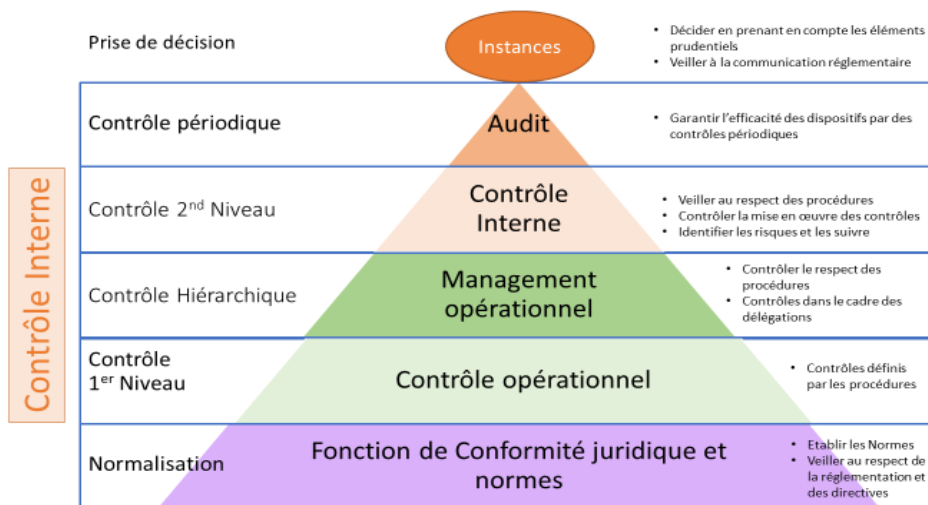 Prise de décision
Instances
• Décider en prenant en compte les éléments
prudentiels
• Veiller à la communication réglementaire
Contrôle Interne
Contrôle périodique
Audit
• Garantir l'efficacité des dispositifs par des
contrôles périodiques
Contrôle 2nd Niveau
Contrôle
Interne
• Veiller au respect des procédures
• Contrôler la mise en œuvre des contrôles
• Identifier les risques et les suivre
Contrôle Hiérarchique
Management
opérationnel
• Contrôler le respect des
procédures
• Contrôles dans le cadre des
délégations
Contrôle
1er Niveau
Contrôle opérationnel
• Contrôles définis
par les procédures
Normalisation
Fonction de Conformité juridique et
normes
• Etablir les Normes
• Veiller au respect de
la réglementation et
des directives